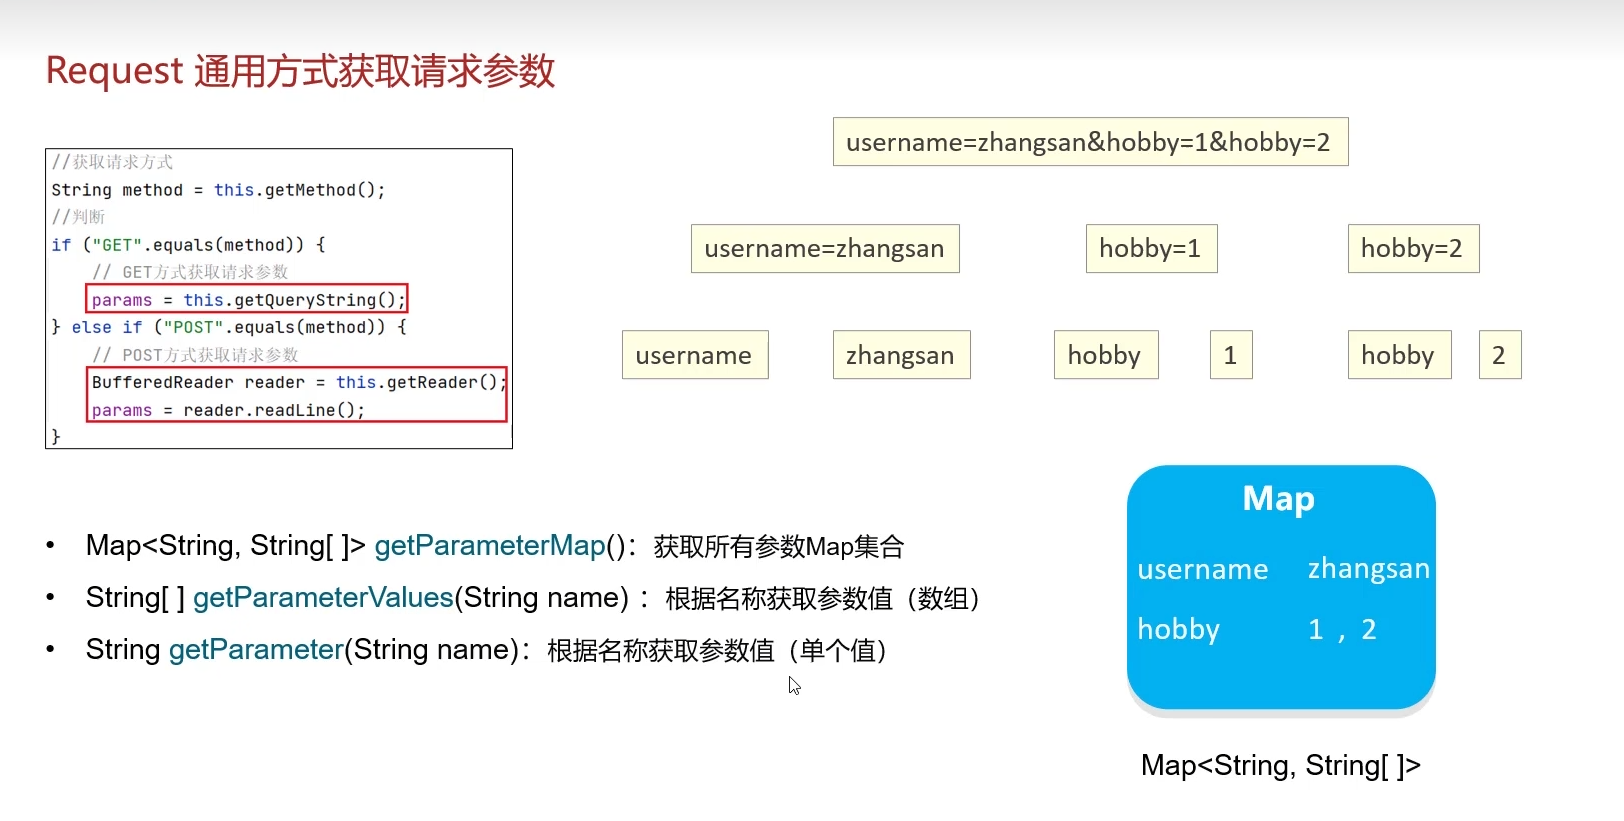 Request 通用方式获取请求参数
//获取请求方式
String method = this.getMethod();
//判断
if ("GET".equals(method)) {
// GET方式获取请求参数
params = this.getQueryString();
} else if ("POST".equals(method)) {
// POST方式获取请求参数
BufferedReader reader = this.getReader();
params = reader.readLine();
}
username=zhangsan&hobby=1&hobby=2
username=zhangsan hobby=1 hobby=2
username zhangsan hobby 1 hobby 2
• Map<String, String[ ]> getParameterMap()：获取所有参数Map集合
• String[ ] getParameterValues(String name) ：根据名称获取参数值（数组）
• String getParameter(String name)：根据名称获取参数值（单个值）
Map
username zhangsan
hobby 1 , 2
Map<String, String[ ]>